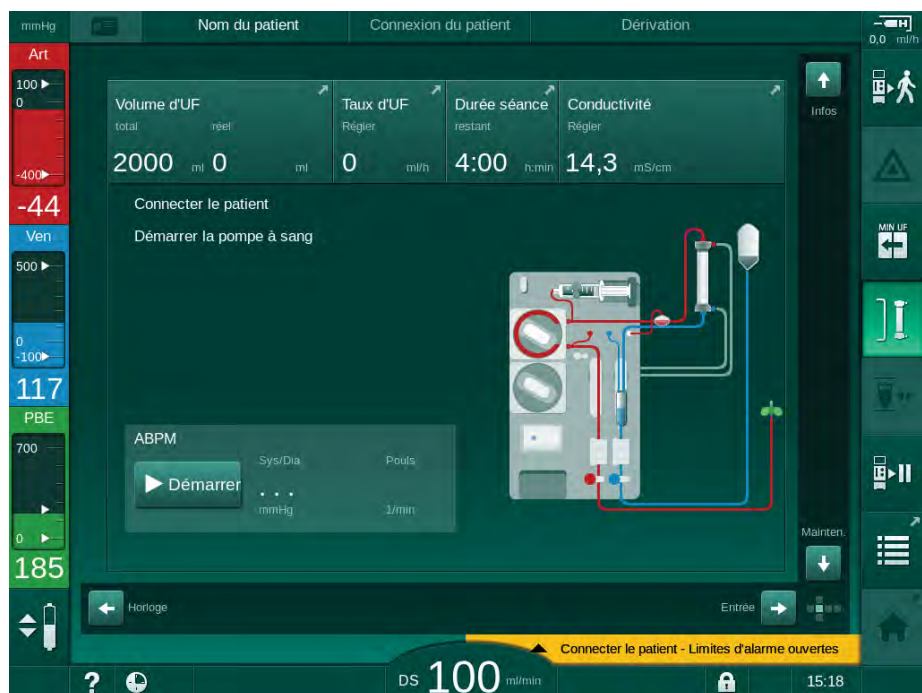 mmHg
Nom du patient
Connexion du patient
Dérivation
0,0 ml/h
Art
100
0
-400
-44
Ven
500
0
-100
117
PBE
700
0
185
Infos
Volume d'UF
Taux d'UF
Durée séance
Conductivité
total réel
Régler
restant
Régler
2000 ml 0 ml
0 ml/h
4:00 h:min
14,3 mS/cm
Connecter le patient
Démarrer la pompe à sang
ABPM
Sys/Dia Pouls
Démarrer
. . .
mmHg 1/min
MIN UF
Mainten.
Horloge
Entrée
Connecter le patient - Limites d'alarme ouvertes
?
DS 100 ml/min
15:18